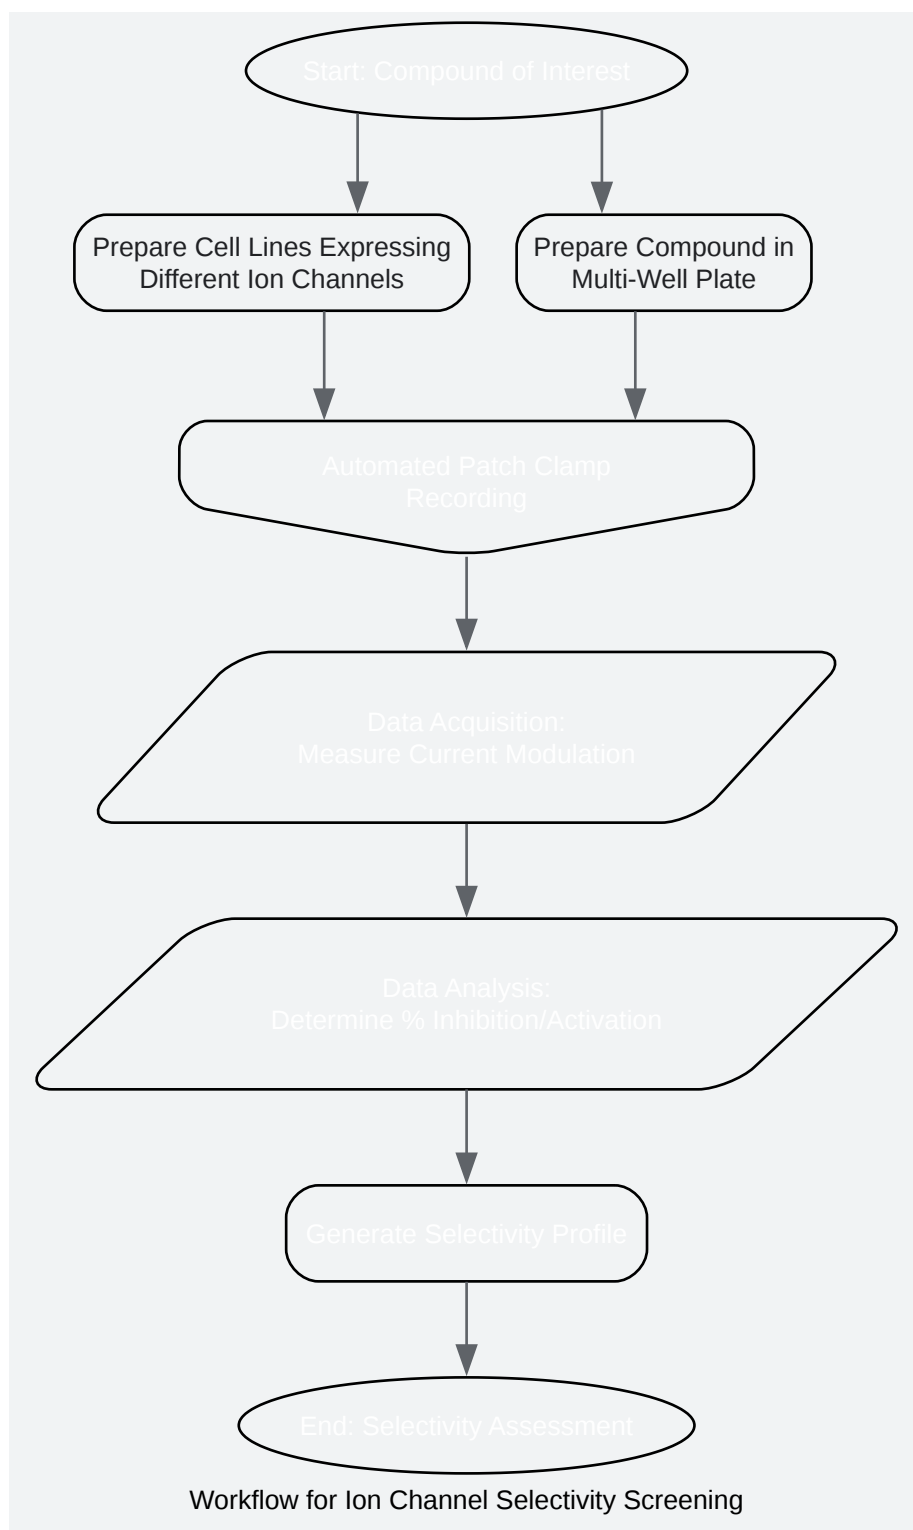 Start: Compound of Interest
Prepare Cell Lines Expressing
Different Ion Channels
Prepare Compound in
Multi-Well Plate
Automated Patch Clamp
Recording
Data Acquisition:
Measure Current Modulation
Data Analysis:
Determine % Inhibition/Activation
Generate Selectivity Profile
End: Selectivity Assessment
Workflow for Ion Channel Selectivity Screening